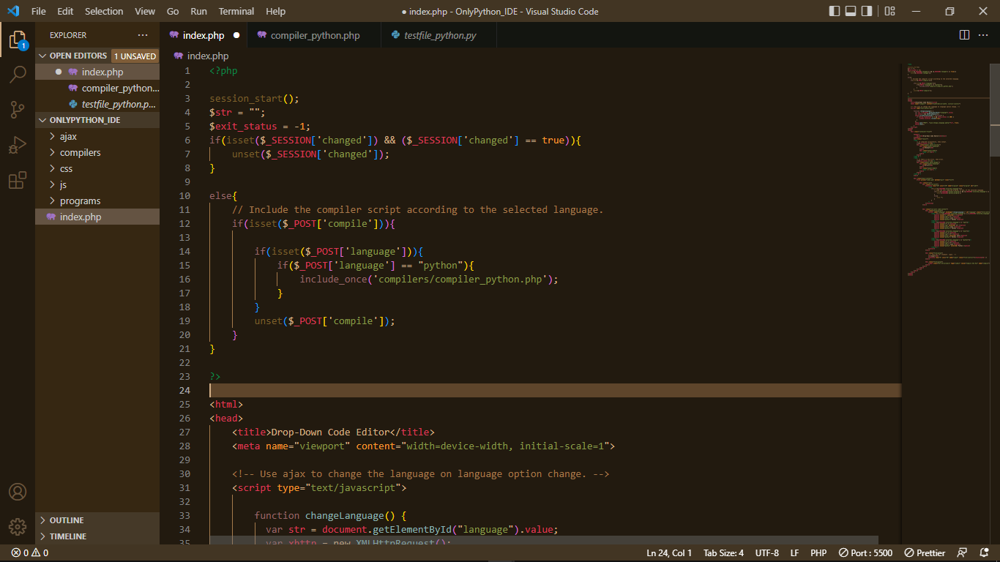 File Edit Selection View Go Run Terminal Help ● index.php - OnlyPython_IDE - Visual Studio Code
EXPLORER ···
1
OPEN EDITORS 1 UNSAVED
index.php
compiler_python...
testfile_python.p...
ONLYPYTHON_IDE
ajax
compilers
css
js
programs
index.php
OUTLINE
TIMELINE
index.php ● compiler_python.php testfile_python.py ···
index.php
1 <?php
2
3 session_start();
4 $str = "";
5 $exit_status = -1;
6 if(isset($_SESSION['changed']) && ($_SESSION['changed'] == true)){
7 unset($_SESSION['changed']);
8 }
9
10 else{
11 // Include the compiler script according to the selected language.
12 if(isset($_POST['compile'])){
13
14 if(isset($_POST['language'])){
15 if($_POST['language'] == "python"){
16 include_once('compilers/compiler_python.php');
17 }
18 }
19 unset($_POST['compile']);
20 }
21 }
22
23 ?>
24
25 <html>
26 <head>
27 <title>Drop-Down Code Editor</title>
28 <meta name="viewport" content="width=device-width, initial-scale=1">
29
30 <!-- Use ajax to change the language on language option change. -->
31 <script type="text/javascript">
32
33 function changeLanguage() {
34 var str = document.getElementById("language").value;
35 var xhttp = new XMLHttpRequest();
0 0 Ln 24, Col 1 Tab Size: 4 UTF-8 LF PHP Port : 5500 Prettier